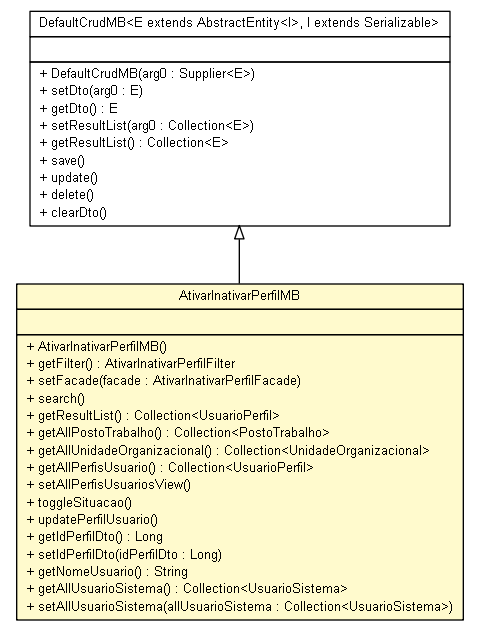 DefaultCrudMB<E extends AbstractEntity<I>, I extends Serializable>
+ DefaultCrudMB(arg0 : Supplier<E>)
+ setDto(arg0 : E)
+ getDto() : E
+ setResultList(arg0 : Collection<E>)
+ getResultList() : Collection<E>
+ save()
+ update()
+ delete()
+ clearDto()
AtivarInativarPerfilMB
+ AtivarInativarPerfilMB()
+ getFilter() : AtivarInativarPerfilFilter
+ setFacade(facade : AtivarInativarPerfilFacade)
+ search()
+ getResultList() : Collection<UsuarioPerfil>
+ getAllPostoTrabalho() : Collection<PostoTrabalho>
+ getAllUnidadeOrganizacional() : Collection<UnidadeOrganizacional>
+ getAllPerfisUsuario() : Collection<UsuarioPerfil>
+ setAllPerfisUsuariosView()
+ toggleSituacao()
+ updatePerfilUsuario()
+ getIdPerfilDto() : Long
+ setIdPerfilDto(idPerfilDto : Long)
+ getNomeUsuario() : String
+ getAllUsuarioSistema() : Collection<UsuarioSistema>
+ setAllUsuarioSistema(allUsuarioSistema : Collection<UsuarioSistema>)